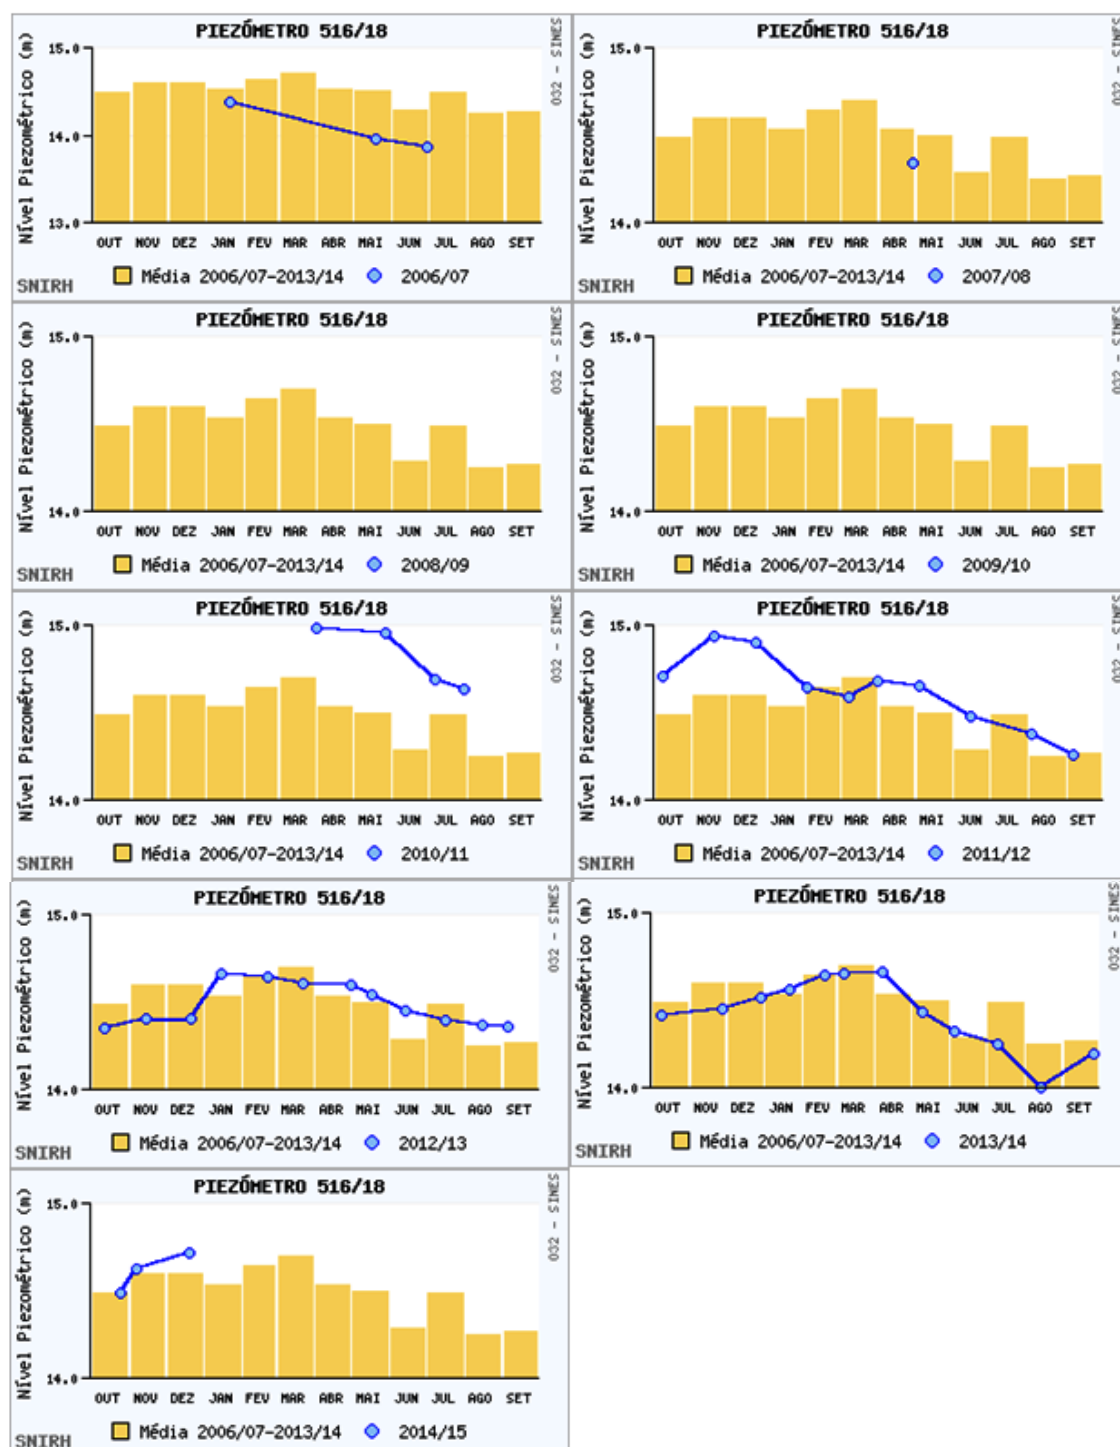 PIEZÓMETRO 516/18
Nível Piezométrico (m)
032 - SINES
15.0
14.0
13.0
OUT NOV DEZ JAN FEV MAR ABR MAI JUN JUL AGO SET
Média 2006/07-2013/14 2006/07
SNIRH
PIEZÓMETRO 516/18
Nível Piezométrico (m)
032 - SINES
15.0
14.0
OUT NOV DEZ JAN FEV MAR ABR MAI JUN JUL AGO SET
Média 2006/07-2013/14 2007/08
SNIRH
PIEZÓMETRO 516/18
Nível Piezométrico (m)
032 - SINES
15.0
14.0
OUT NOV DEZ JAN FEV MAR ABR MAI JUN JUL AGO SET
Média 2006/07-2013/14 2008/09
SNIRH
PIEZÓMETRO 516/18
Nível Piezométrico (m)
032 - SINES
15.0
14.0
OUT NOV DEZ JAN FEV MAR ABR MAI JUN JUL AGO SET
Média 2006/07-2013/14 2009/10
SNIRH
PIEZÓMETRO 516/18
Nível Piezométrico (m)
032 - SINES
15.0
14.0
OUT NOV DEZ JAN FEV MAR ABR MAI JUN JUL AGO SET
Média 2006/07-2013/14 2010/11
SNIRH
PIEZÓMETRO 516/18
Nível Piezométrico (m)
032 - SINES
15.0
14.0
OUT NOV DEZ JAN FEV MAR ABR MAI JUN JUL AGO SET
Média 2006/07-2013/14 2011/12
SNIRH
PIEZÓMETRO 516/18
Nível Piezométrico (m)
032 - SINES
15.0
14.0
OUT NOV DEZ JAN FEV MAR ABR MAI JUN JUL AGO SET
Média 2006/07-2013/14 2012/13
SNIRH
PIEZÓMETRO 516/18
Nível Piezométrico (m)
032 - SINES
15.0
14.0
OUT NOV DEZ JAN FEV MAR ABR MAI JUN JUL AGO SET
Média 2006/07-2013/14 2013/14
SNIRH
PIEZÓMETRO 516/18
Nível Piezométrico (m)
032 - SINES
15.0
14.0
OUT NOV DEZ JAN FEV MAR ABR MAI JUN JUL AGO SET
Média 2006/07-2013/14 2014/15
SNIRH